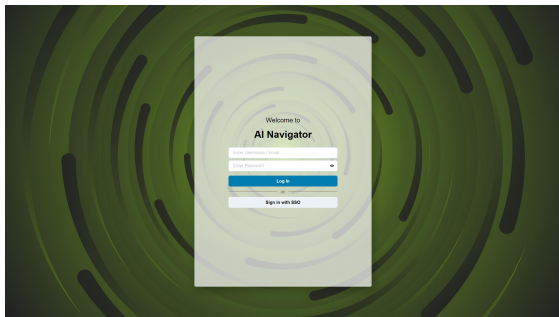 Welcome to
AI Navigator
Enter Username / Email
Enter Password
Log In
or
Sign in with SSO